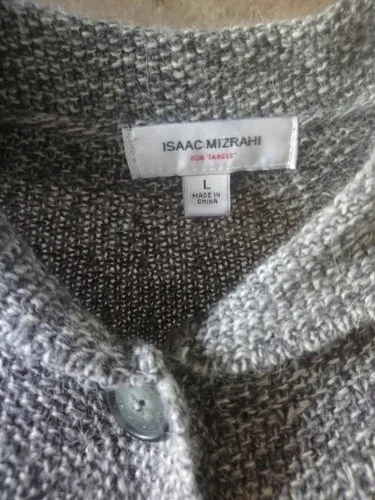 ISAAC MIZRAHI
FOR TARGET
L
MADE IN
CHINA